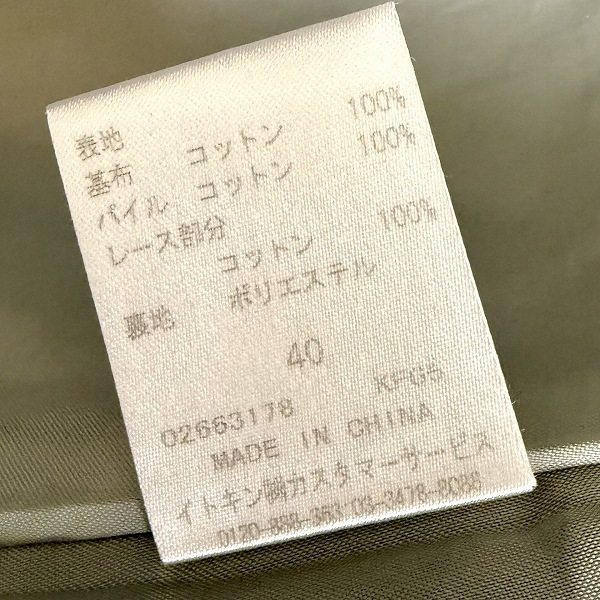 表地
基布 コットン 100%
パイル コットン 100%
レース部分
コットン 100%
裏地 ポリエステル
40
02663178 KFG5
MADE IN CHINA
イトキン㈱カスタマーサービス
0120-888-363 03-3478-8088